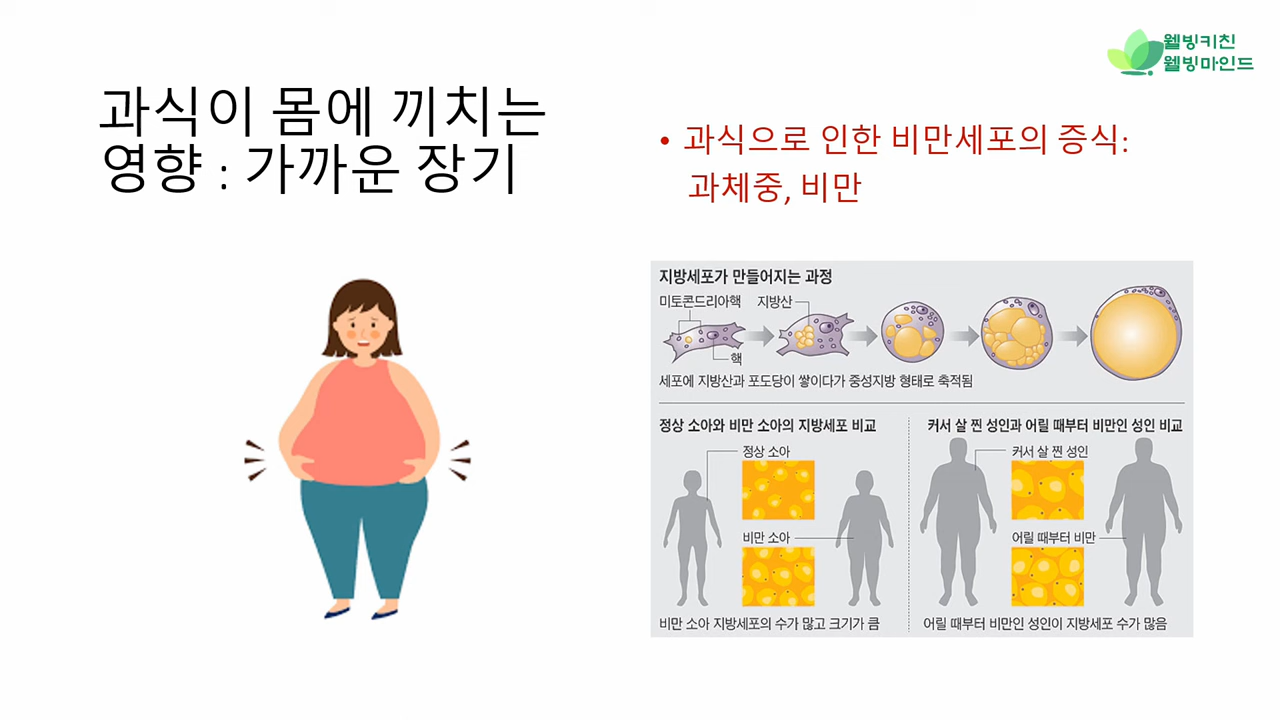 웰빙키친
웰빙마인드
과식이 몸에 끼치는
영향 : 가까운 장기
• 과식으로 인한 비만세포의 증식:
과체중, 비만
지방세포가 만들어지는 과정
미토콘드리아핵
지방산
핵
세포에 지방산과 포도당이 쌓이다가 중성지방 형태로 축적됨
정상 소아와 비만 소아의 지방세포 비교
정상 소아
비만 소아
비만 소아 지방세포의 수가 많고 크기가 큼
커서 살 찐 성인과 어릴 때부터 비만인 성인 비교
커서 살 찐 성인
어릴 때부터 비만
어릴 때부터 비만인 성인이 지방세포 수가 많음